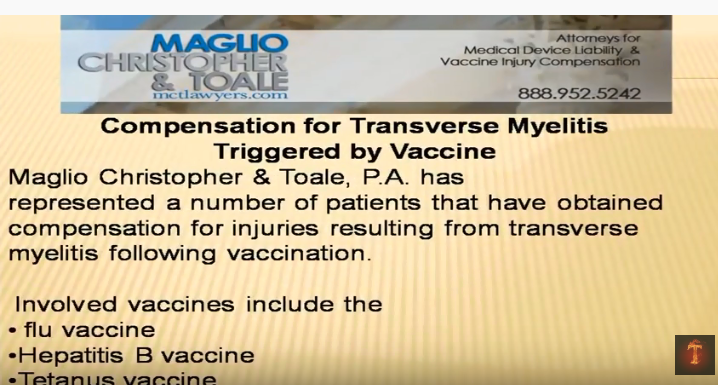 MAGLIO
CHRISTOPHER
& TOALE
mctlawyers.com
Attorneys for
Medical Device Liability &
Vaccine Injury Compensation
888.952.5242
Compensation for Transverse Myelitis
Triggered by Vaccine
Maglio Christopher & Toale, P.A. has
represented a number of patients that have obtained
compensation for injuries resulting from transverse
myelitis following vaccination.
Involved vaccines include the
• flu vaccine
•Hepatitis B vaccine
•Tetanus vaccine
T